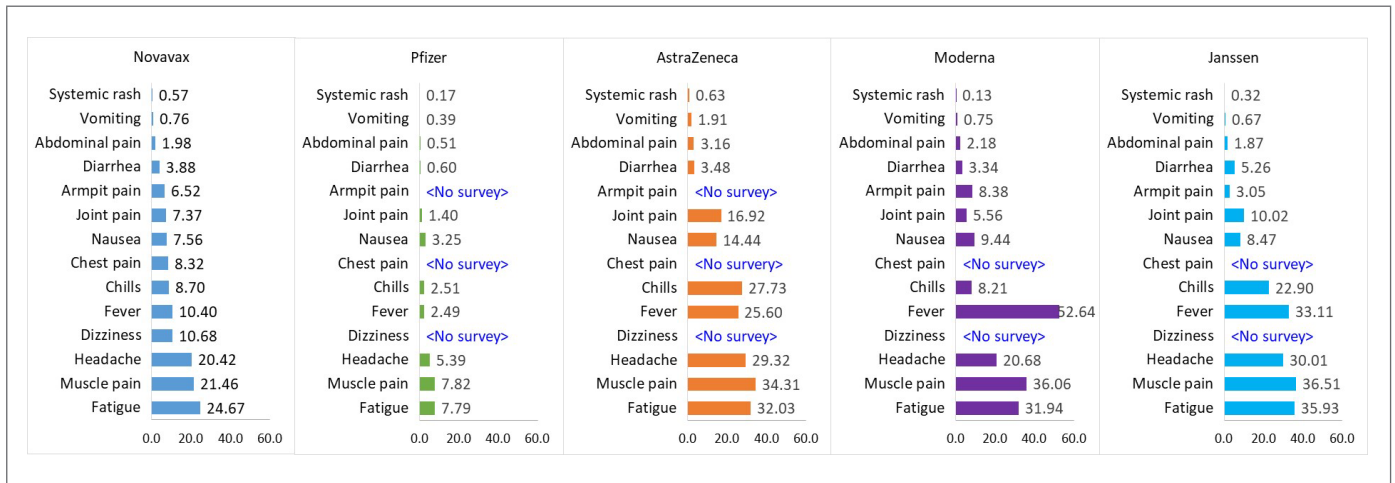 Novavax
Systemic rash 0.57
Vomiting 0.76
Abdominal pain 1.98
Diarrhea 3.88
Armpit pain 6.52
Joint pain 7.37
Nausea 7.56
Chest pain 8.32
Chills 8.70
Fever 10.40
Dizziness 10.68
Headache 20.42
Muscle pain 21.46
Fatigue 24.67
0.0 20.0 40.0 60.0
Pfizer
Systemic rash 0.17
Vomiting 0.39
Abdominal pain 0.51
Diarrhea 0.60
Armpit pain <No survey>
Joint pain 1.40
Nausea 3.25
Chest pain <No survey>
Chills 2.51
Fever 2.49
Dizziness <No survey>
Headache 5.39
Muscle pain 7.82
Fatigue 7.79
0.0 20.0 40.0 60.0
AstraZeneca
Systemic rash 0.63
Vomiting 1.91
Abdominal pain 3.16
Diarrhea 3.48
Armpit pain <No survey>
Joint pain 16.92
Nausea 14.44
Chest pain <No survery>
Chills 27.73
Fever 25.60
Dizziness <No survey>
Headache 29.32
Muscle pain 34.31
Fatigue 32.03
0.0 20.0 40.0 60.0
Moderna
Systemic rash 0.13
Vomiting 0.75
Abdominal pain 2.18
Diarrhea 3.34
Armpit pain 8.38
Joint pain 5.56
Nausea 9.44
Chest pain <No survey>
Chills 8.21
Fever 52.64
Dizziness <No survey>
Headache 20.68
Muscle pain 36.06
Fatigue 31.94
0.0 20.0 40.0 60.0
Janssen
Systemic rash 0.32
Vomiting 0.67
Abdominal pain 1.87
Diarrhea 5.26
Armpit pain 3.05
Joint pain 10.02
Nausea 8.47
Chest pain <No survey>
Chills 22.90
Fever 33.11
Dizziness <No survey>
Headache 30.01
Muscle pain 36.51
Fatigue 35.93
0.0 20.0 40.0 60.0